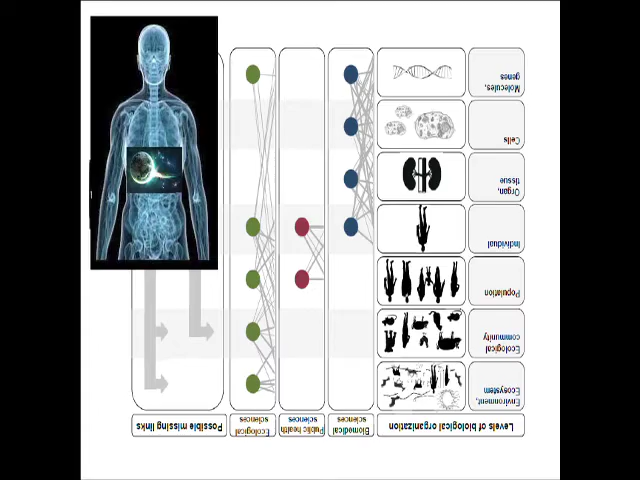 Levels of biological organization
Biomedical
sciences
Public health
sciences
Ecological
sciences
Possible missing links
Environment,
Ecosystem
Ecological
community
Population
Individual
Organ,
tissue
Cells
Molecules,
genes